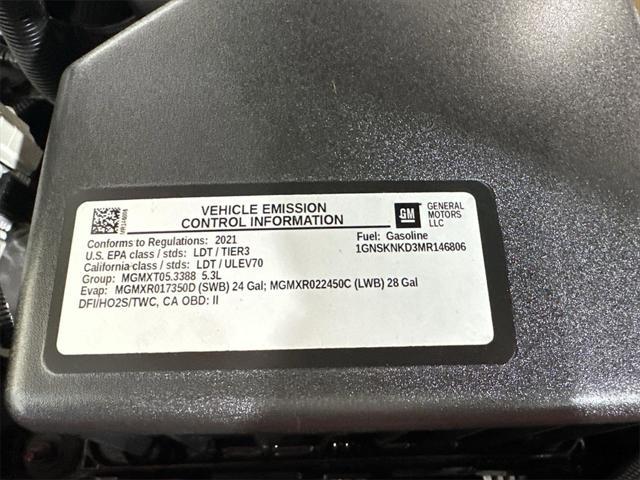 VEHICLE EMISSION
CONTROL INFORMATION
GM
GENERAL
MOTORS
LLC
Conforms to Regulations: 2021
Fuel: Gasoline
U.S. EPA class / stds: LDT / TIER3
1GNSKNKD3MR146806
California class / stds: LDT / ULEV70
Group: MGMXT05.3388 5.3L
Evap: MGMXR017350D (SWB) 24 Gal; MGMXR022450C (LWB) 28 Gal
DFI/HO2S/TWC, CA OBD: II